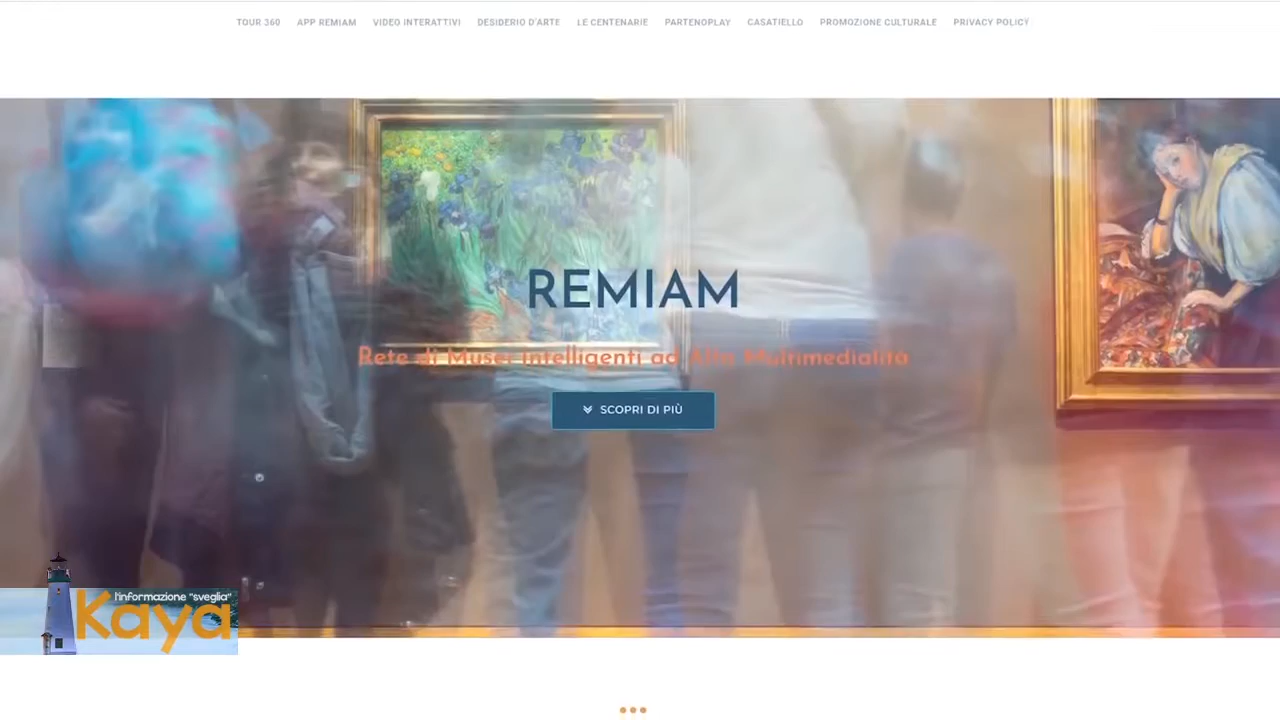 TOUR 360 APP REMIAM VIDEO INTERATTIVI DESIDERIO D'ARTE LE CENTENARIE PARTENOPLAY CASATIELLO PROMOZIONE CULTURALE PRIVACY POLICY
REMIAM
Rete di Musei intelligenti ad Alta Multimedialità
SCOPRI DI PIÙ
l'informazione "sveglia"
Kaya